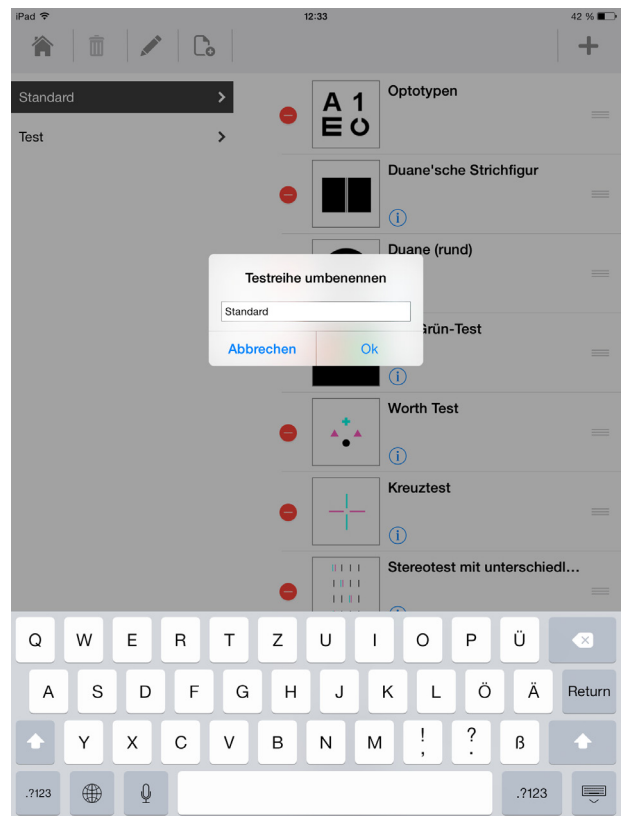 iPad 12:33 42 %
Standard
Test
A 1
E
Optotypen
Duane'sche Strichfigur
i
Duane (rund)
Testreihe umbenennen
Standard
Abbrechen Ok
rün-Test
i
Worth Test
i
Kreuztest
i
Stereotest mit unterschiedl...
Q W E R T Z U I O P Ü
A S D F G H J K L Ö Ä Return
Y X C V B N M ! , ? . ß
.?123 .?123